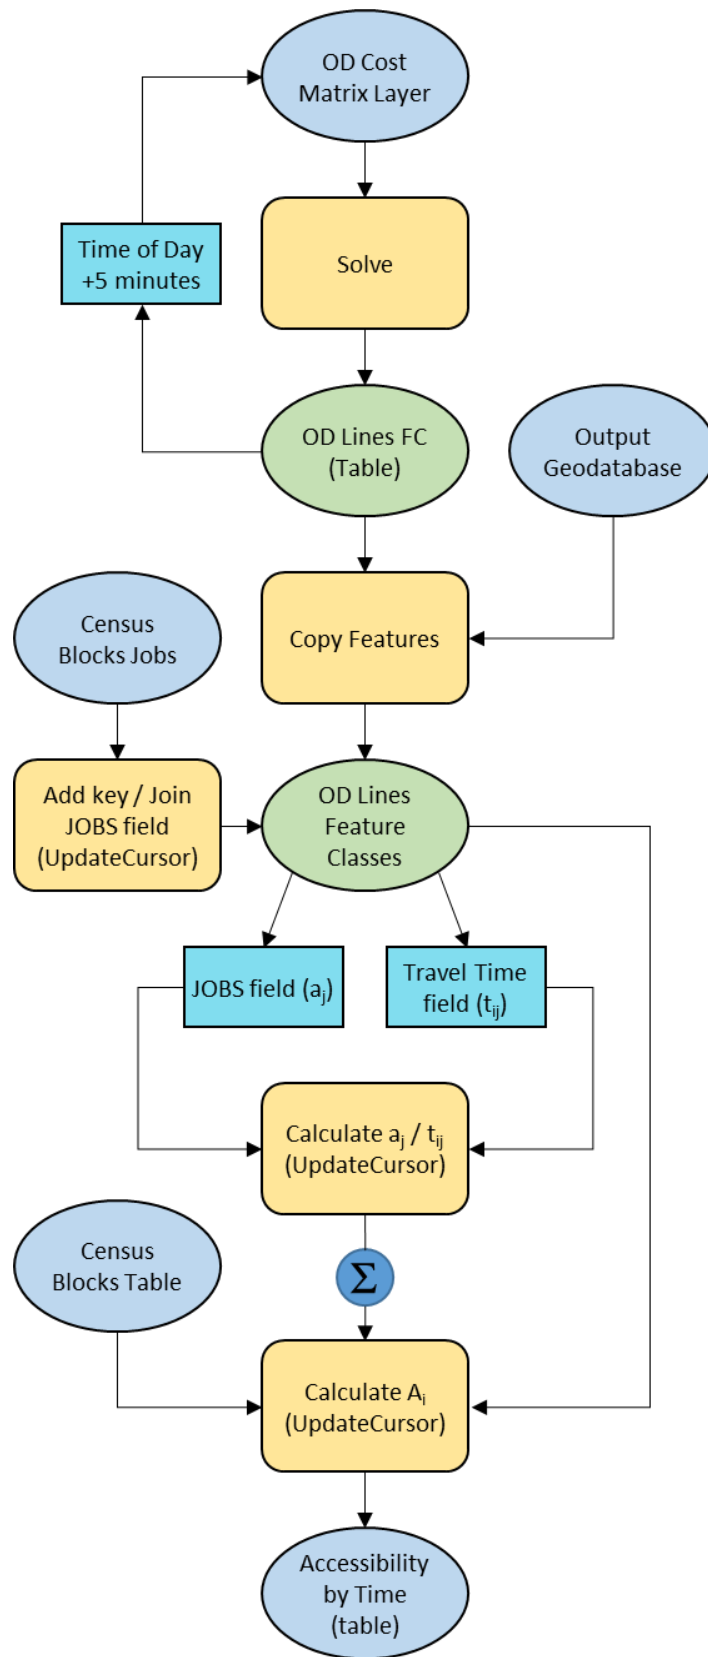 OD Cost
Matrix Layer
Time of Day
+5 minutes
Solve
OD Lines FC
(Table)
Output
Geodatabase
Census
Blocks Jobs
Copy Features
Add key / Join
JOBS field
(UpdateCursor)
OD Lines
Feature
Classes
JOBS field (aj)
Travel Time
field (tij)
Calculate aj / tij
(UpdateCursor)
Census
Blocks Table
Σ
Calculate Ai
(UpdateCursor)
Accessibility
by Time
(table)